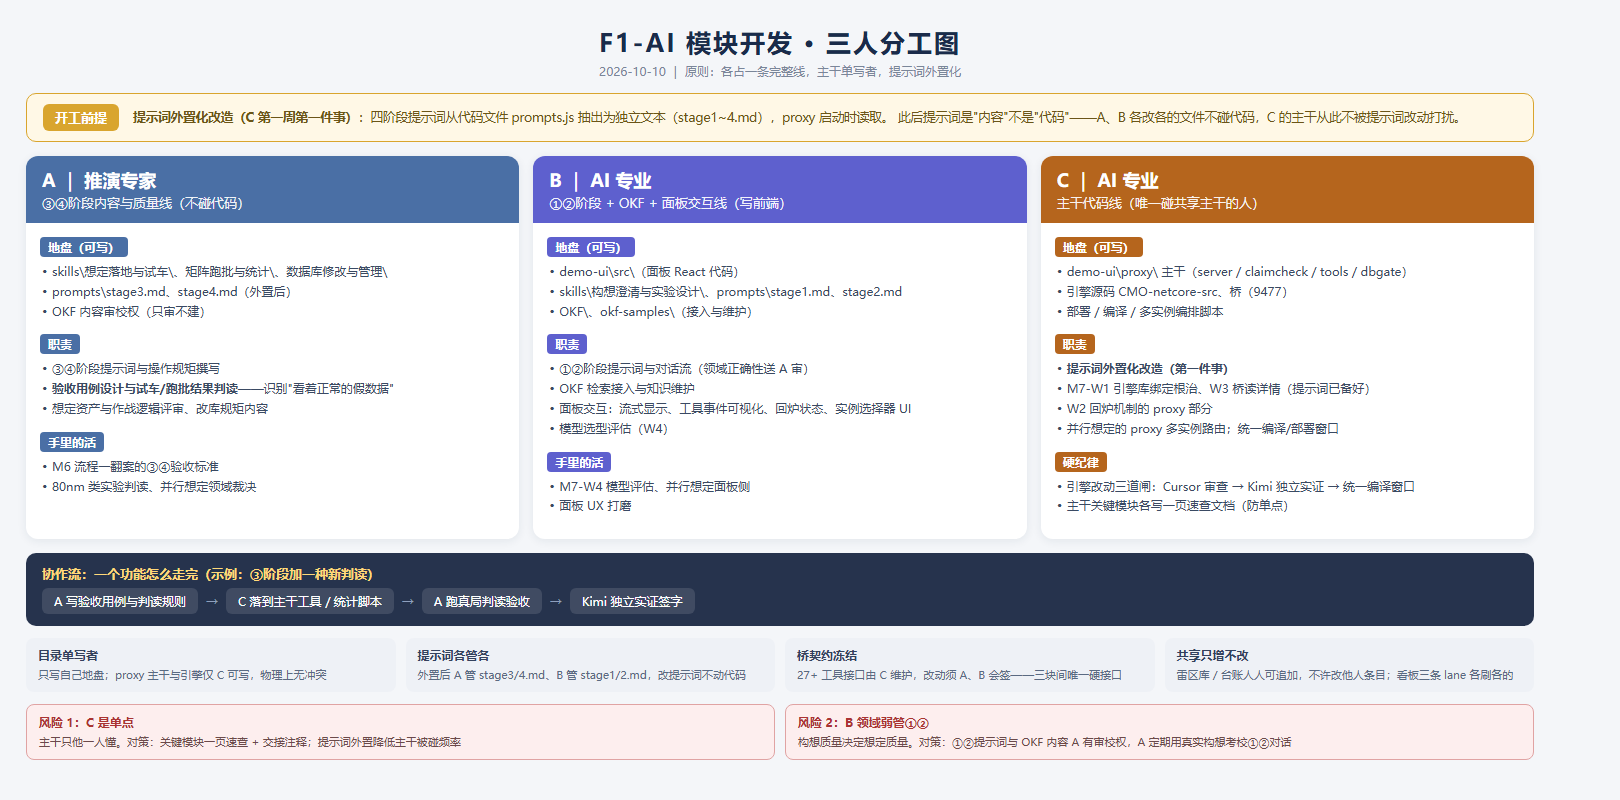 F1-AI 模块开发 · 三人分工图
2026-10-10 | 原则：各占一条完整线，主干单写者，提示词外置化
开工前提
提示词外置化改造（C 第一周第一件事）：四阶段提示词从代码文件 prompts.js 抽出为独立文本（stage1~4.md），proxy 启动时读取。 此后提示词是"内容"不是"代码"——A、B 各改各的文件不碰代码，C 的主干从此不被提示词改动打扰。
A ｜ 推演专家
③④阶段内容与质量线（不碰代码）
地盘（可写）
• skills\想定落地与试车\、矩阵跑批与统计\、数据库修改与管理\
• prompts\stage3.md、stage4.md（外置后）
• OKF 内容审校权（只审不建）
职责
• ③④阶段提示词与操作规矩撰写
• 验收用例设计与试车/跑批结果判读——识别"看着正常的假数据"
• 想定资产与作战逻辑评审、改库规矩内容
手里的活
• M6 流程一翻案的③④验收标准
• 80nm 类实验判读、并行想定领域裁决
B ｜ AI 专业
①②阶段 + OKF + 面板交互线（写前端）
地盘（可写）
• demo-ui\src\（面板 React 代码）
• skills\构想澄清与实验设计\、prompts\stage1.md、stage2.md
• OKF\、okf-samples\（接入与维护）
职责
• ①②阶段提示词与对话流（领域正确性送 A 审）
• OKF 检索接入与知识维护
• 面板交互：流式显示、工具事件可视化、回炉状态、实例选择器 UI
• 模型选型评估（W4）
手里的活
• M7-W4 模型评估、并行想定面板侧
• 面板 UX 打磨
C ｜ AI 专业
主干代码线（唯一碰共享主干的人）
地盘（可写）
• demo-ui\proxy\ 主干（server / claimcheck / tools / dbgate）
• 引擎源码 CMO-netcore-src、桥（9477）
• 部署 / 编译 / 多实例编排脚本
职责
• 提示词外置化改造（第一件事）
• M7-W1 引擎库绑定根治、W3 桥读详情（提示词已备好）
• W2 回炉机制的 proxy 部分
• 并行想定的 proxy 多实例路由；统一编译/部署窗口
硬纪律
• 引擎改动三道闸：Cursor 审查 → Kimi 独立实证 → 统一编译窗口
• 主干关键模块各写一页速查文档（防单点）
协作流：一个功能怎么走完（示例：③阶段加一种新判读）
A 写验收用例与判读规则 → C 落到主干工具 / 统计脚本 → A 跑真局判读验收 → Kimi 独立实证签字
目录单写者
只写自己地盘；proxy 主干与引擎仅 C 可写，物理上无冲突
提示词各管各
外置后 A 管 stage3/4.md、B 管 stage1/2.md，改提示词不动代码
桥契约冻结
27+ 工具接口由 C 维护，改动须 A、B 会签——三块间唯一硬接口
共享只增不改
雷区库 / 台账人人可追加，不许改他人条目；看板三条 lane 各刷各的
风险 1：C 是单点
主干只他一人懂。对策：关键模块一页速查 + 交接注释；提示词外置降低主干被碰频率
风险 2：B 领域弱管①②
构想质量决定想定质量。对策：①②提示词与 OKF 内容 A 有审校权，A 定期用真实构想考校①②对话